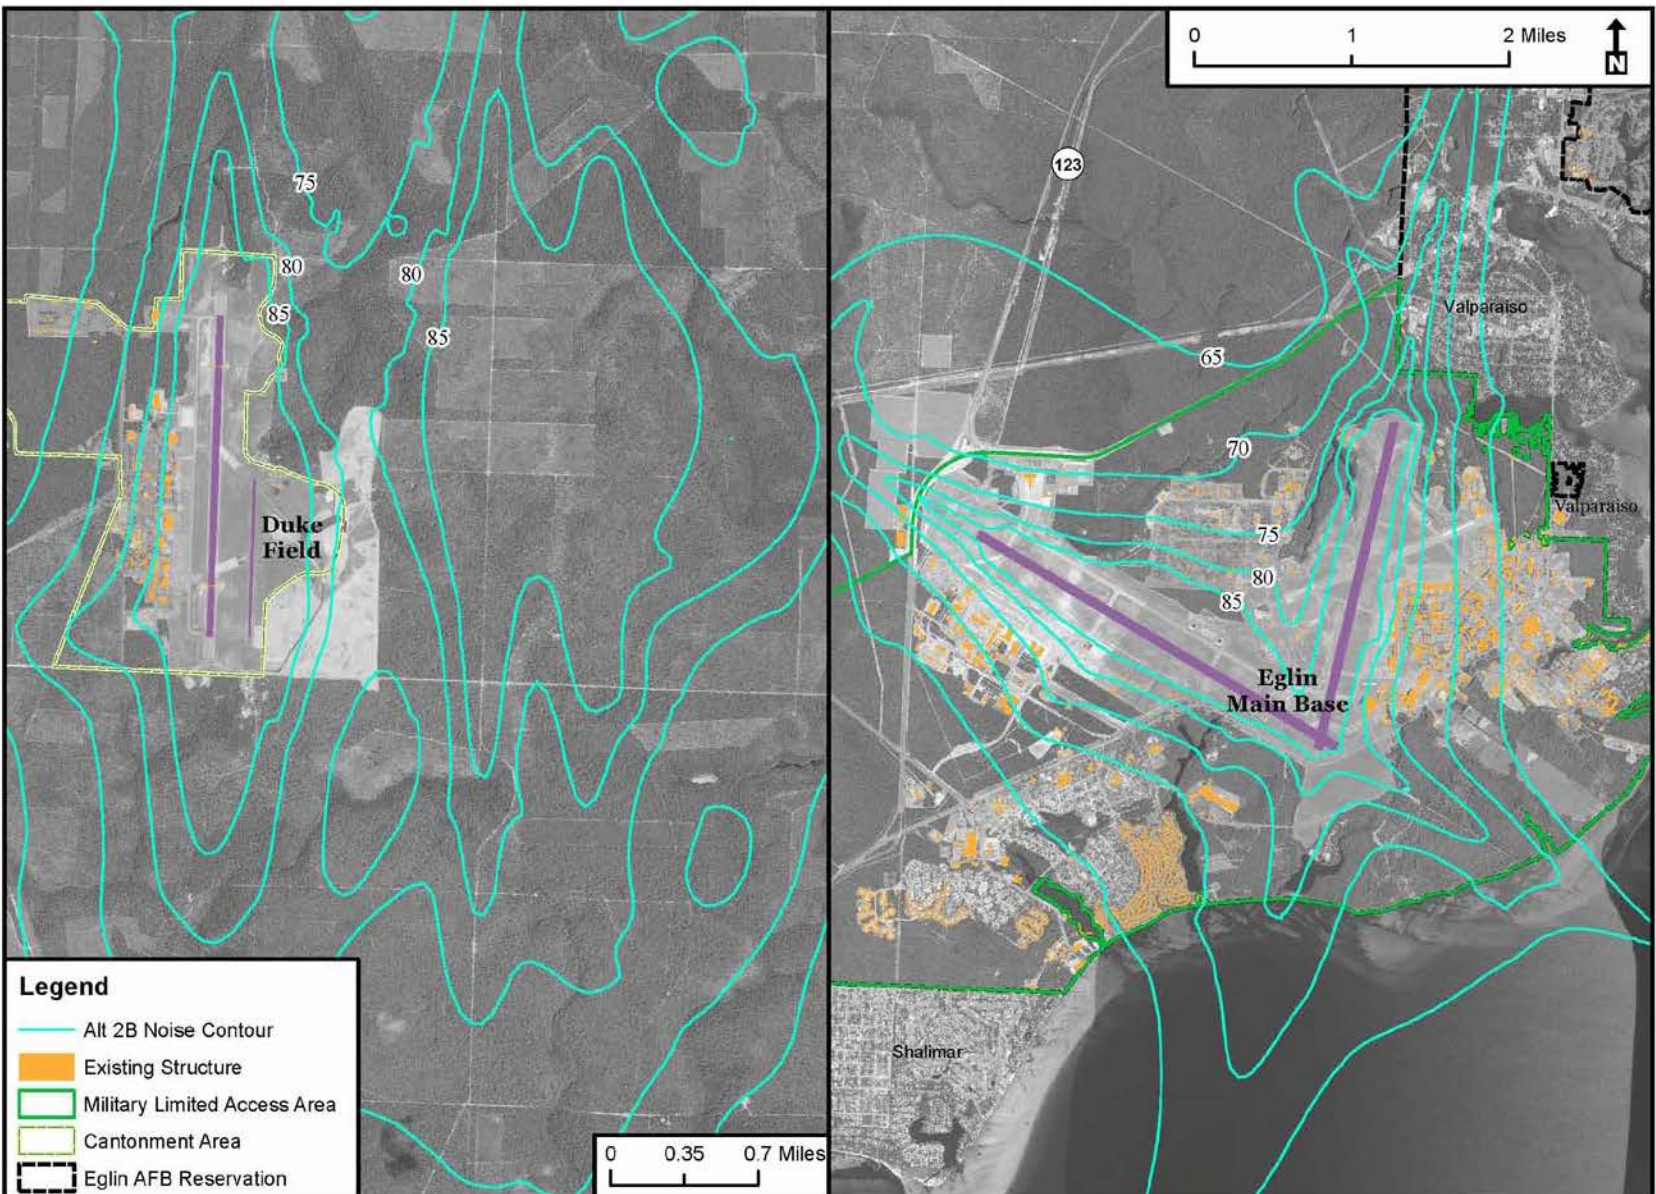 75
80
85
80
85
Duke
Field
Legend
Alt 2B Noise Contour
Existing Structure
Military Limited Access Area
Cantonment Area
Eglin AFB Reservation
0 0.35 0.7 Miles
0 1 2 Miles
N
123
Valparaiso
65
70
75
80
85
Valparaiso
Eglin
Main Base
Shalimar